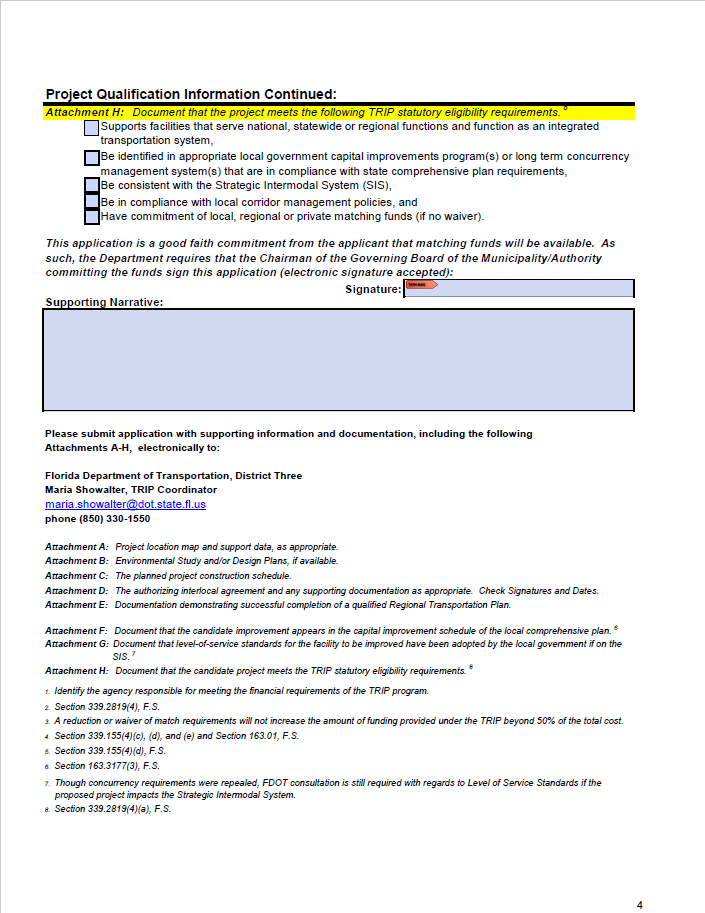 Project Qualification Information Continued:
Attachment H: Document that the project meets the following TRIP statutory eligibility requirements. 8
Supports facilities that serve national, statewide or regional functions and function as an integrated
transportation system,
Be identified in appropriate local government capital improvements program(s) or long term concurrency
management system(s) that are in compliance with state comprehensive plan requirements,
Be consistent with the Strategic Intermodal System (SIS),
Be in compliance with local corridor management policies, and
Have commitment of local, regional or private matching funds (if no waiver).
This application is a good faith commitment from the applicant that matching funds will be available. As
such, the Department requires that the Chairman of the Governing Board of the Municipality/Authority
committing the funds sign this application (electronic signature accepted):
Signature:
Supporting Narrative:
Please submit application with supporting information and documentation, including the following
Attachments A-H, electronically to:
Florida Department of Transportation, District Three
Maria Showalter, TRIP Coordinator
maria.showalter@dot.state.fl.us
phone (850) 330-1550
Attachment A: Project location map and support data, as appropriate.
Attachment B: Environmental Study and/or Design Plans, if available.
Attachment C: The planned project construction schedule.
Attachment D: The authorizing interlocal agreement and any supporting documentation as appropriate. Check Signatures and Dates.
Attachment E: Documentation demonstrating successful completion of a qualified Regional Transportation Plan.
Attachment F: Document that the candidate improvement appears in the capital improvement schedule of the local comprehensive plan. 6
Attachment G: Document that level-of-service standards for the facility to be improved have been adopted by the local government if on the
SIS. 7
Attachment H: Document that the candidate project meets the TRIP statutory eligibility requirements. 8
1. Identify the agency responsible for meeting the financial requirements of the TRIP program.
2. Section 339.2819(4), F.S.
3. A reduction or waiver of match requirements will not increase the amount of funding provided under the TRIP beyond 50% of the total cost.
4. Section 339.155(4)(c), (d), and (e) and Section 163.01, F.S.
5. Section 339.155(4)(d), F.S.
6. Section 163.3177(3), F.S.
7. Though concurrency requirements were repealed, FDOT consultation is still required with regards to Level of Service Standards if the
proposed project impacts the Strategic Intermodal System.
8. Section 339.2819(4)(a), F.S.
4